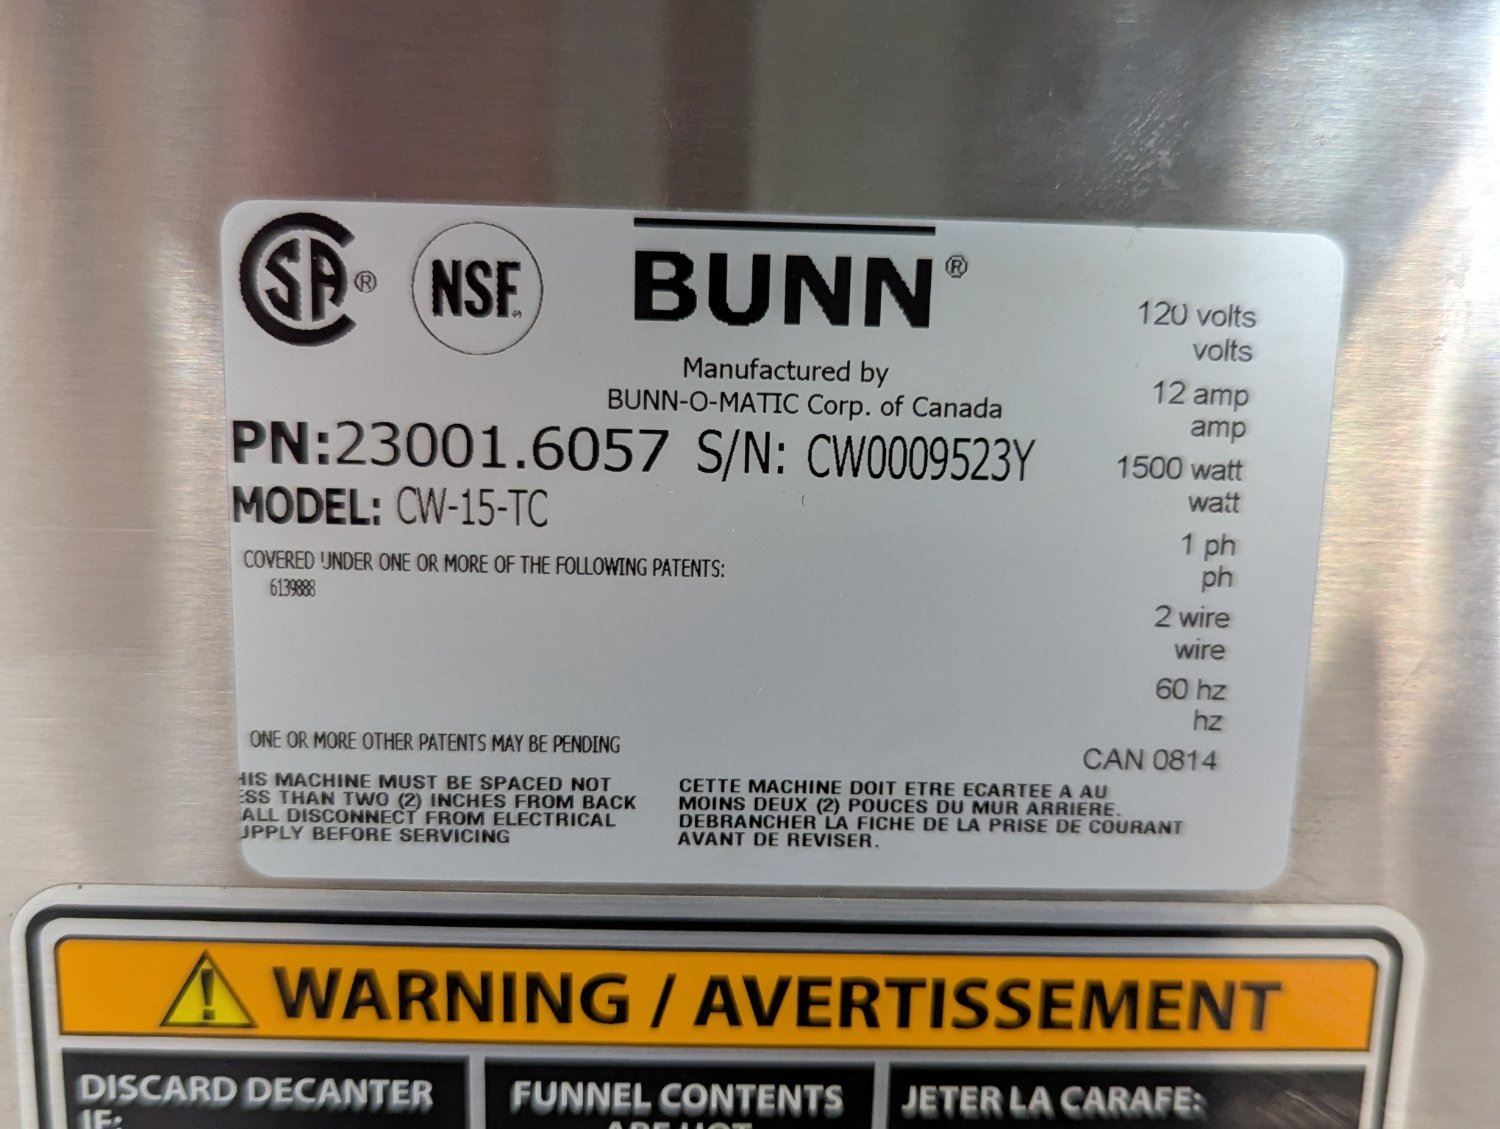 CSA®
NSF®
BUNN®
Manufactured by
BUNN-O-MATIC Corp. of Canada
PN:23001.6057 S/N: CW0009523Y
MODEL: CW-15-TC
COVERED UNDER ONE OR MORE OF THE FOLLOWING PATENTS:
6139888
ONE OR MORE OTHER PATENTS MAY BE PENDING
HIS MACHINE MUST BE SPACED NOT
ESS THAN TWO (2) INCHES FROM BACK
ALL DISCONNECT FROM ELECTRICAL
UPPLY BEFORE SERVICING
CETTE MACHINE DOIT ETRE ECARTEE A AU
MOINS DEUX (2) POUCES DU MUR ARRIERE.
DEBRANCHER LA FICHE DE LA PRISE DE COURANT
AVANT DE REVISER.
120 volts
volts
12 amp
amp
1500 watt
watt
1 ph
ph
2 wire
wire
60 hz
hz
CAN 0814
WARNING / AVERTISSEMENT
DISCARD DECANTER
IF:
FUNNEL CONTENTS
ARE HOT
JETER LA CARAFE: